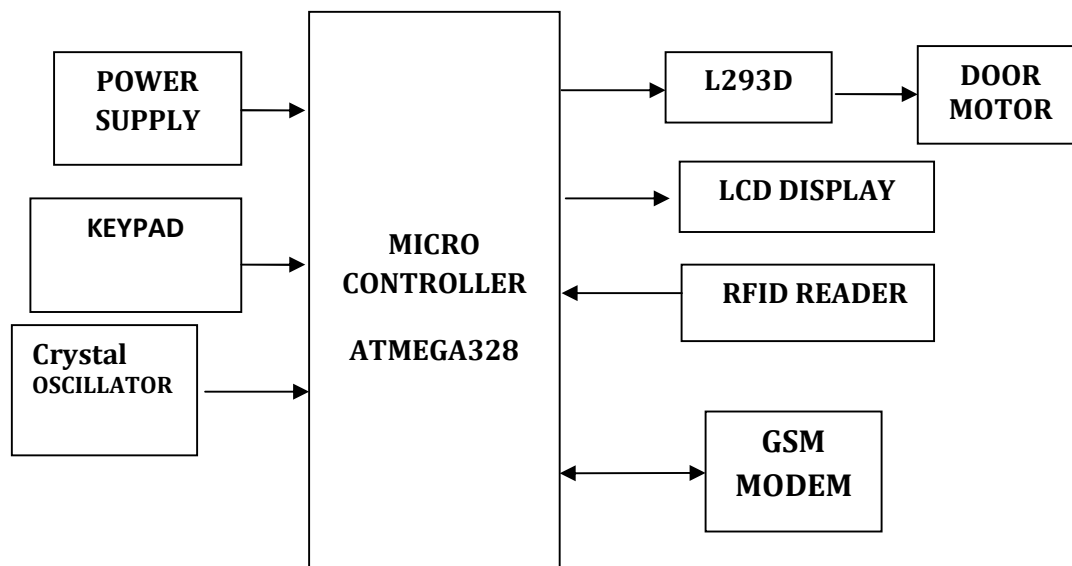 POWER
SUPPLY
KEYPAD
Crystal
OSCILLATOR
MICRO
CONTROLLER
ATMEGA328
L293D
DOOR
MOTOR
LCD DISPLAY
RFID READER
GSM
MODEM